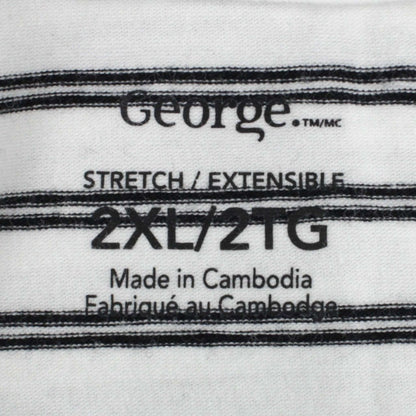 George.™/MC
STRETCH / EXTENSIBLE
2XL/2TG
Made in Cambodia
Fabriqué au Cambodge